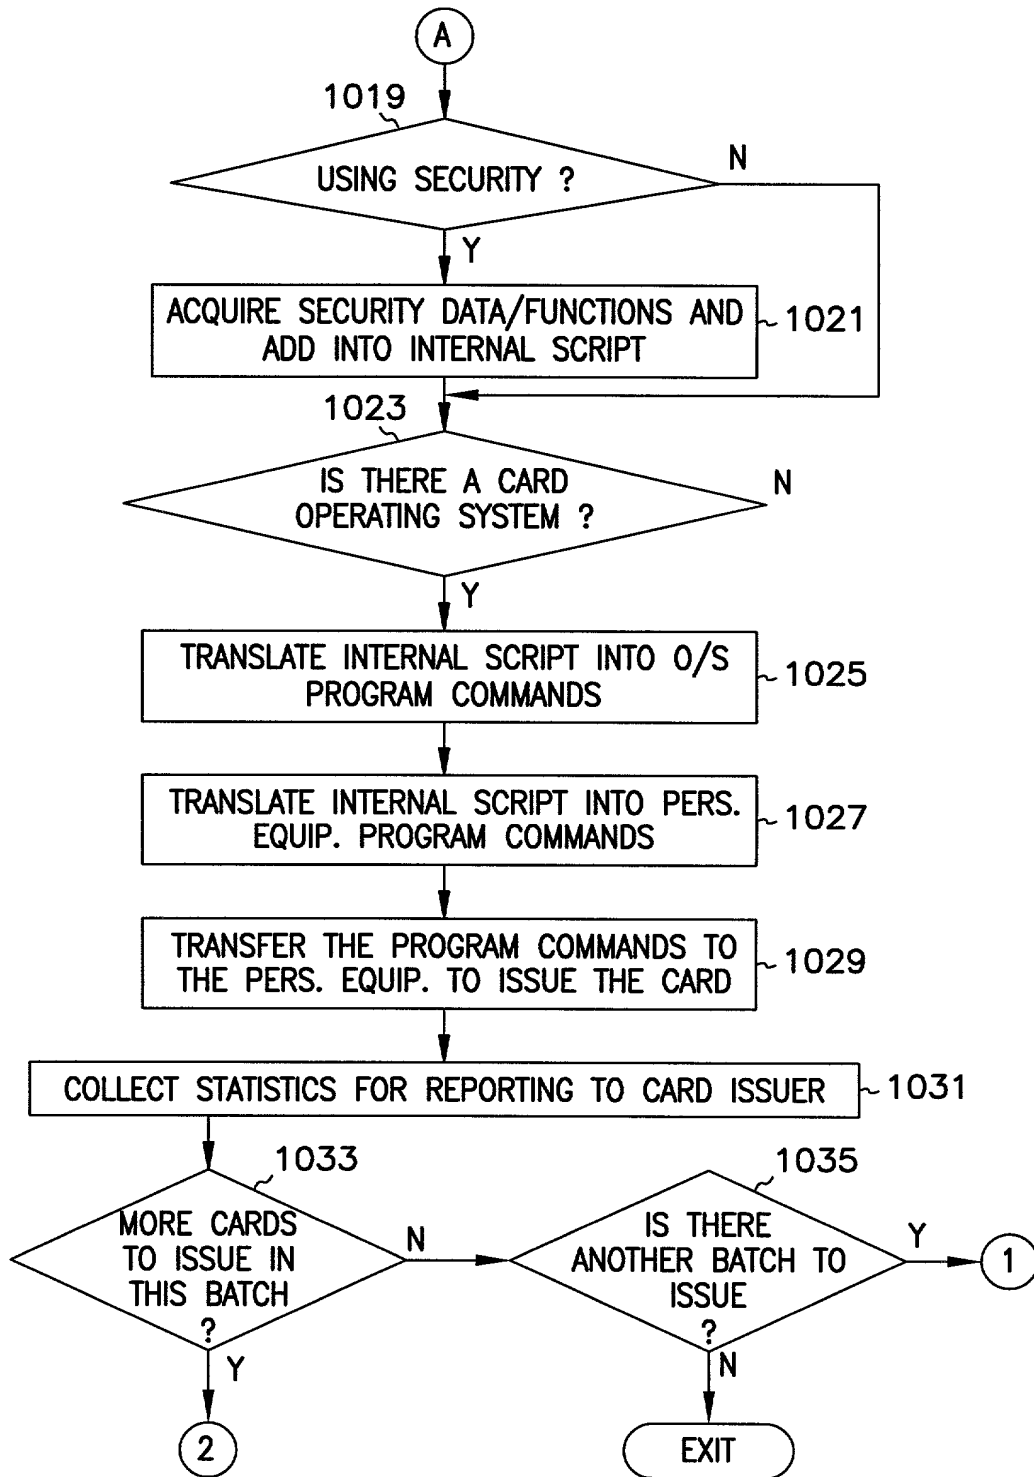 A
1019
USING SECURITY ?
N
Y
ACQUIRE SECURITY DATA/FUNCTIONS AND
ADD INTO INTERNAL SCRIPT
1021
1023
IS THERE A CARD
OPERATING SYSTEM ?
N
Y
TRANSLATE INTERNAL SCRIPT INTO O/S
PROGRAM COMMANDS
1025
TRANSLATE INTERNAL SCRIPT INTO PERS.
EQUIP. PROGRAM COMMANDS
1027
TRANSFER THE PROGRAM COMMANDS TO
THE PERS. EQUIP. TO ISSUE THE CARD
1029
COLLECT STATISTICS FOR REPORTING TO CARD ISSUER
1031
1033
MORE CARDS
TO ISSUE IN
THIS BATCH
?
N
Y
2
1035
IS THERE
ANOTHER BATCH TO
ISSUE
?
Y
1
N
EXIT